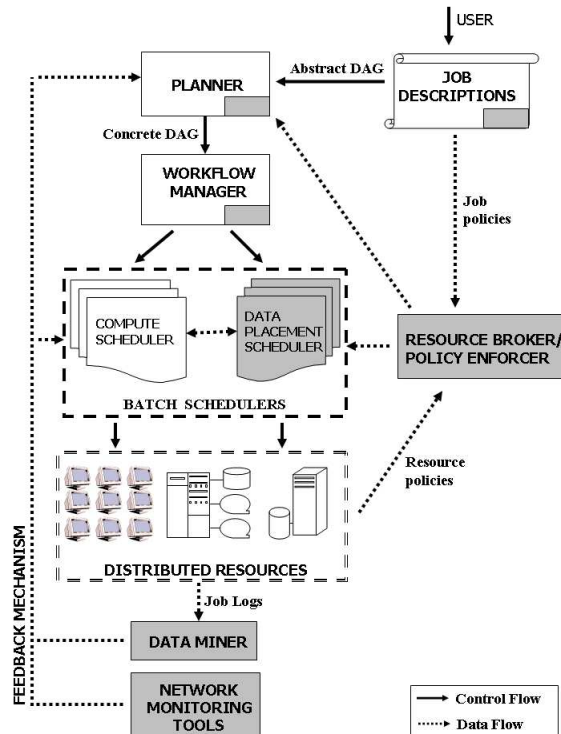 USER
Abstract DAG
JOB
DESCRIPTIONS
PLANNER
Concrete DAG
WORKFLOW
MANAGER
Job
policies
COMPUTE
SCHEDULER
DATA
PLACEMENT
SCHEDULER
RESOURCE BROKER/
POLICY ENFORCER
BATCH SCHEDULERS
Resource
policies
DISTRIBUTED RESOURCES
FEEDBACK MECHANISM
Job Logs
DATA MINER
NETWORK
MONITORING
TOOLS
Control Flow
Data Flow